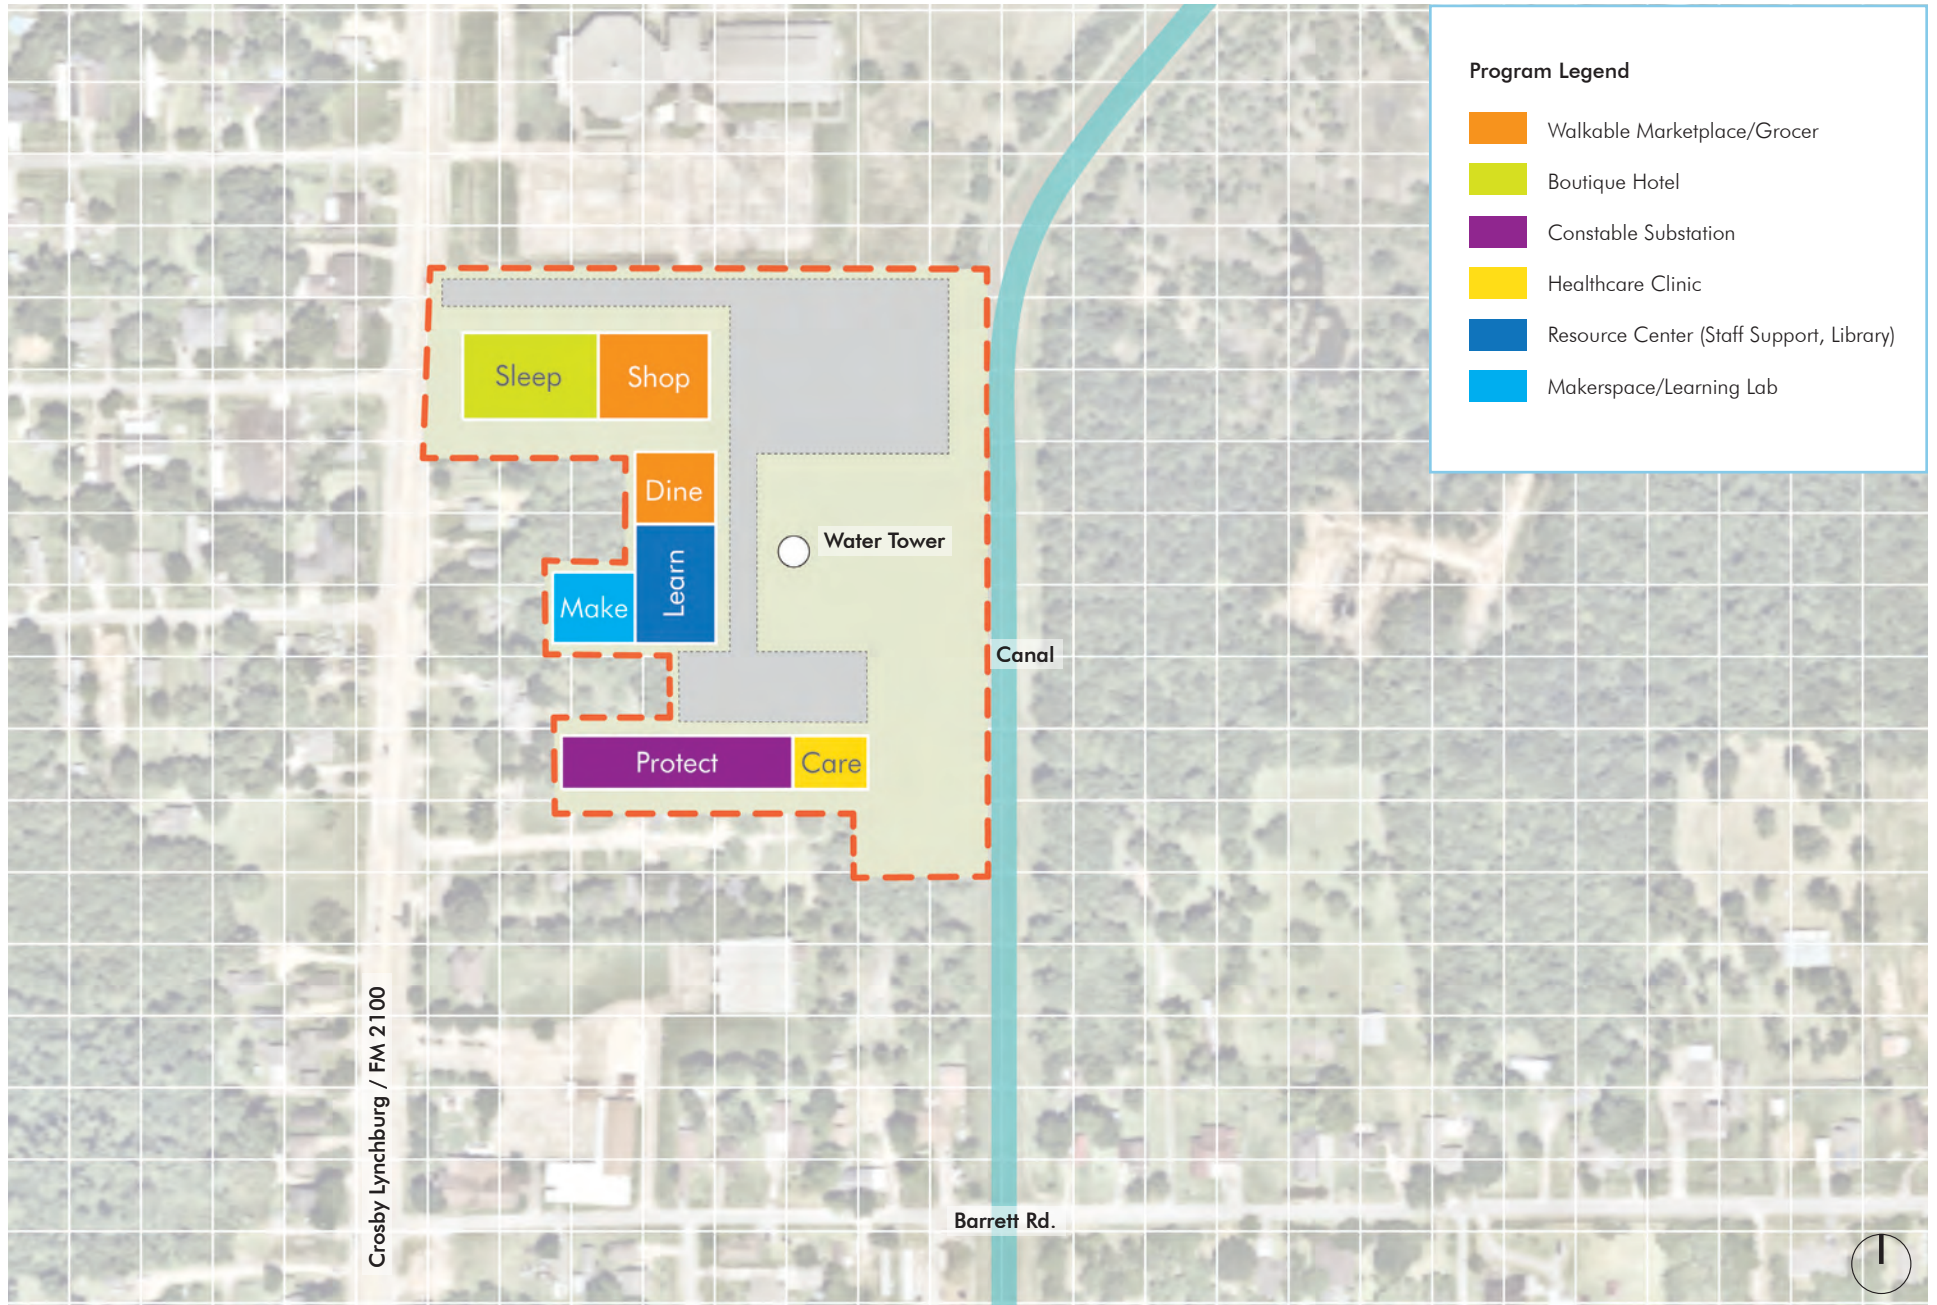 Program Legend
Walkable Marketplace/Grocer
Boutique Hotel
Constable Substation
Healthcare Clinic
Resource Center (Staff Support, Library)
Makerspace/Learning Lab
Sleep
Shop
Dine
Learn
Make
Water Tower
Canal
Protect
Care
Crosby Lynchburg / FM 2100
Barrett Rd.